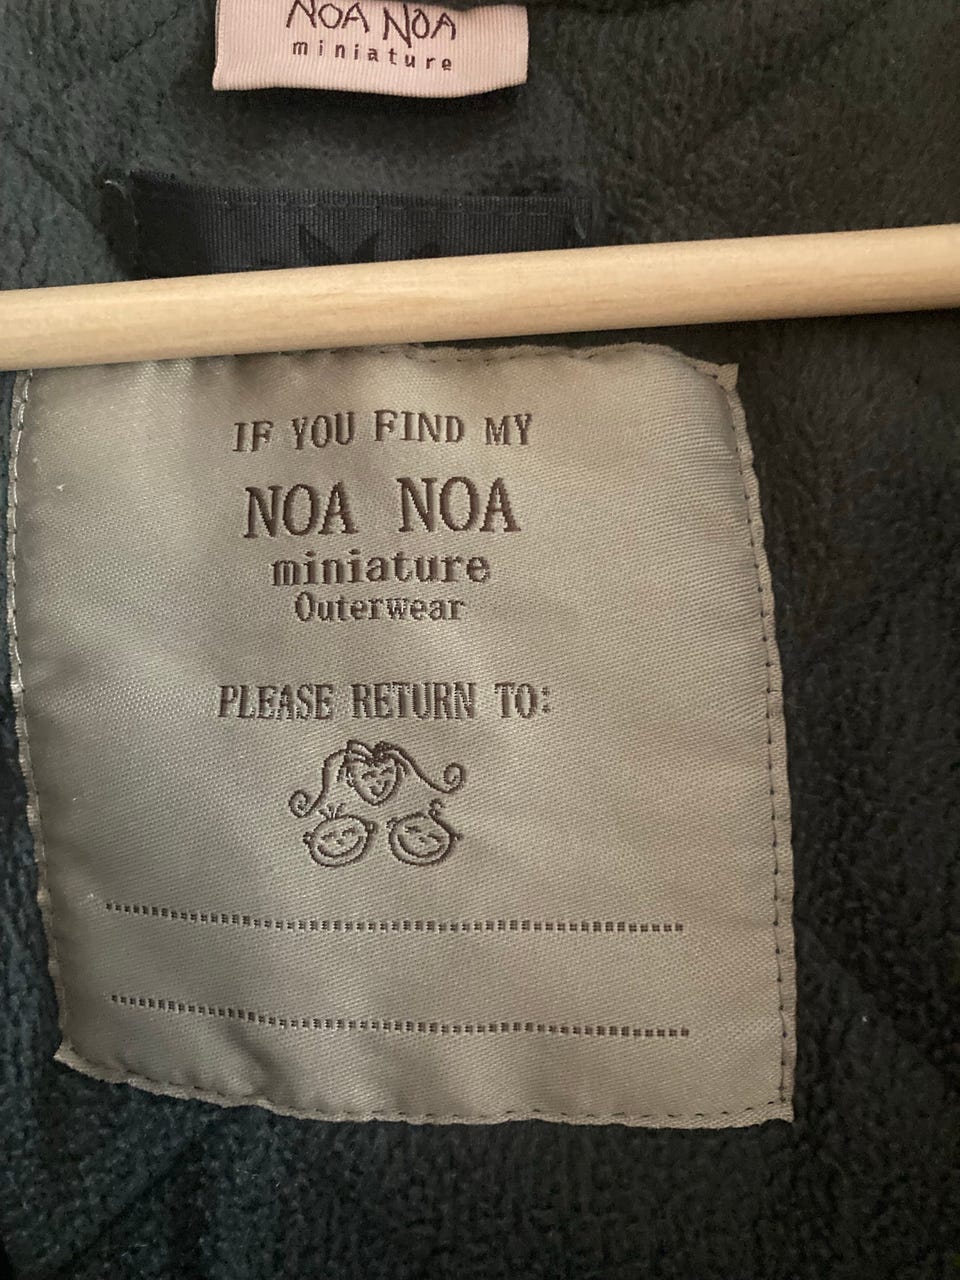 NOA NOA
miniature
IF YOU FIND MY
NOA NOA
miniature
Outerwear
PLEASE RETURN TO: